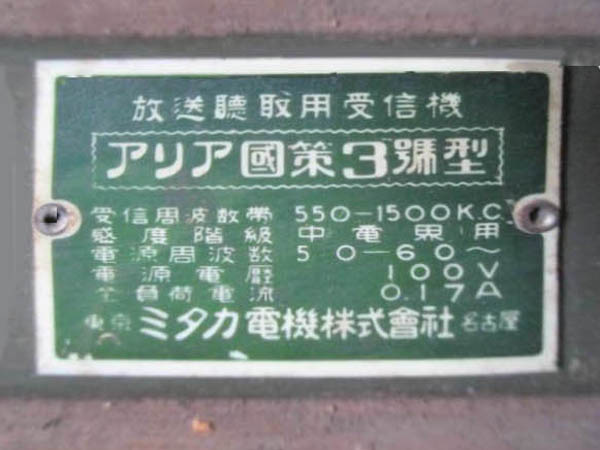 放送聽取用受信機
アリア國策3號型
受信周波数帶 550-1500K.C.
感度階級 中電界用
電源周波数 50-60～
電源電壓 100V
全負荷電流 0.17A
東京 ミタカ電機株式會社 名古屋